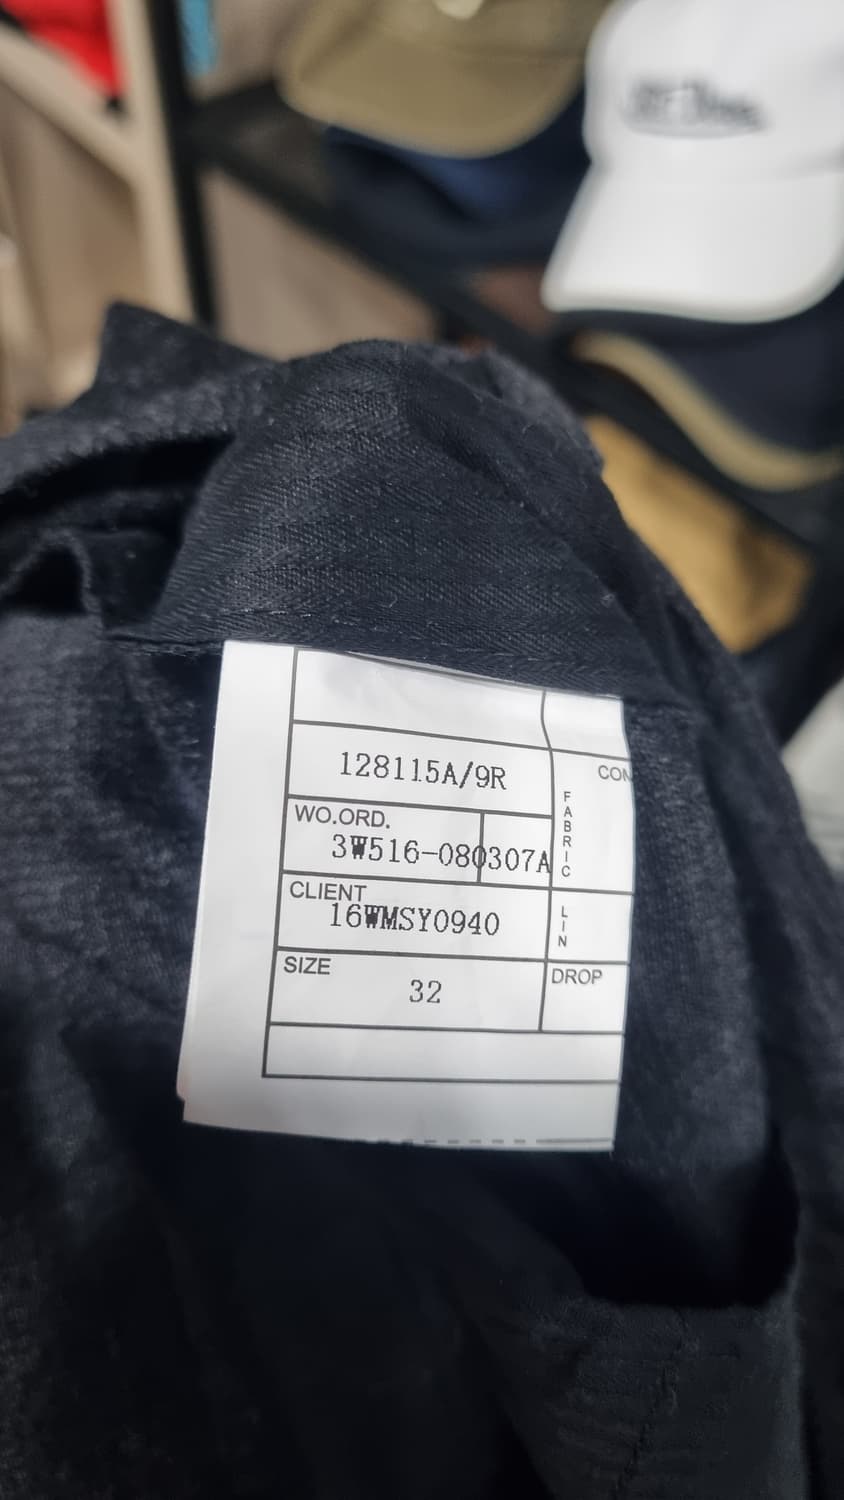 128115A/9R
CON
FABRIC
WO.ORD.
3W516-080307A
CLIENT
16WMSY0940
LIN
SIZE
32
DROP